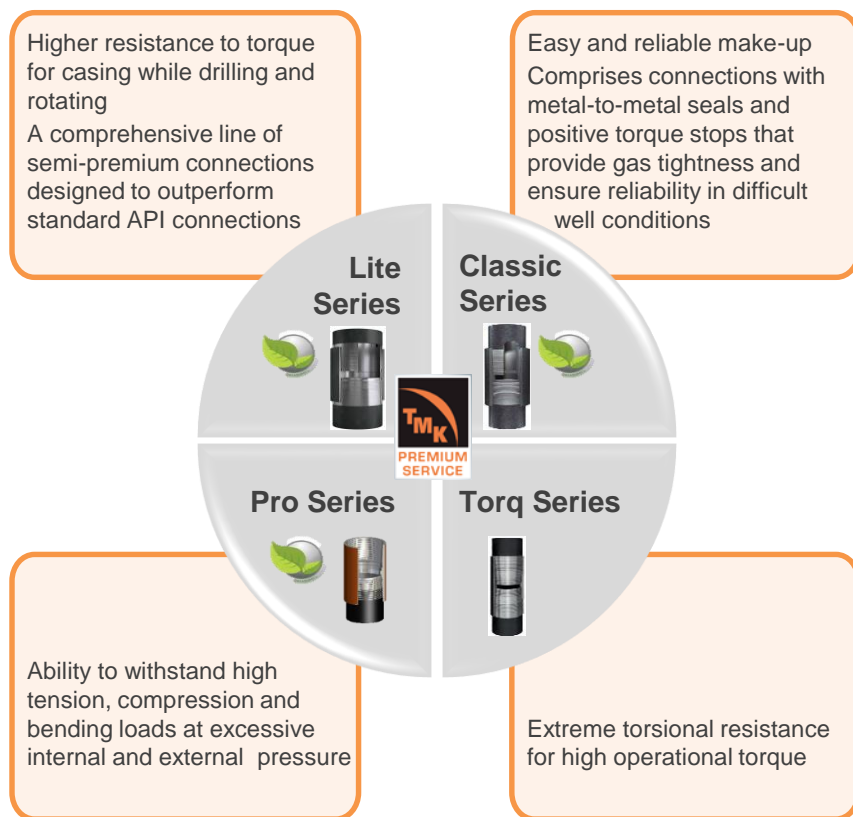 Higher resistance to torque
for casing while drilling and
rotating
A comprehensive line of
semi-premium connections
designed to outperform
standard API connections
Easy and reliable make-up
Comprises connections with
metal-to-metal seals and
positive torque stops that
provide gas tightness and
ensure reliability in difficult
well conditions
Lite
Series
Classic
Series
TMK
PREMIUM
SERVICE
Pro Series
Torq Series
Ability to withstand high
tension, compression and
bending loads at excessive
internal and external pressure
Extreme torsional resistance
for high operational torque